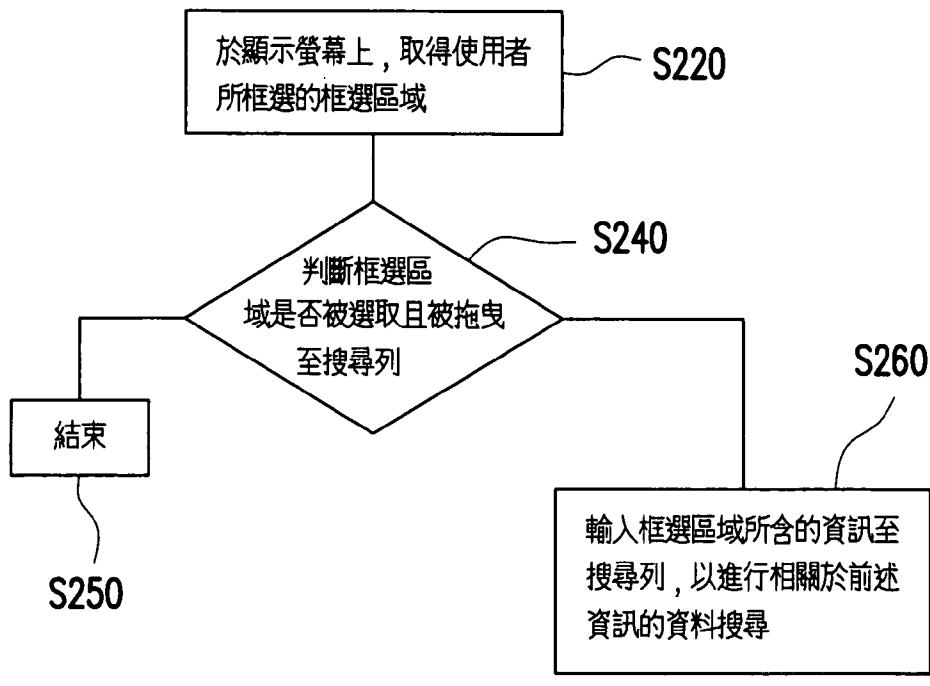 於顯示螢幕上，取得使用者
所框選的框選區域
S220
S240
判斷框選區
域是否被選取且被拖曳
至搜尋列
S260
結束
S250
輸入框選區域所含的資訊至
搜尋列，以進行相關於前述
資訊的資料搜尋